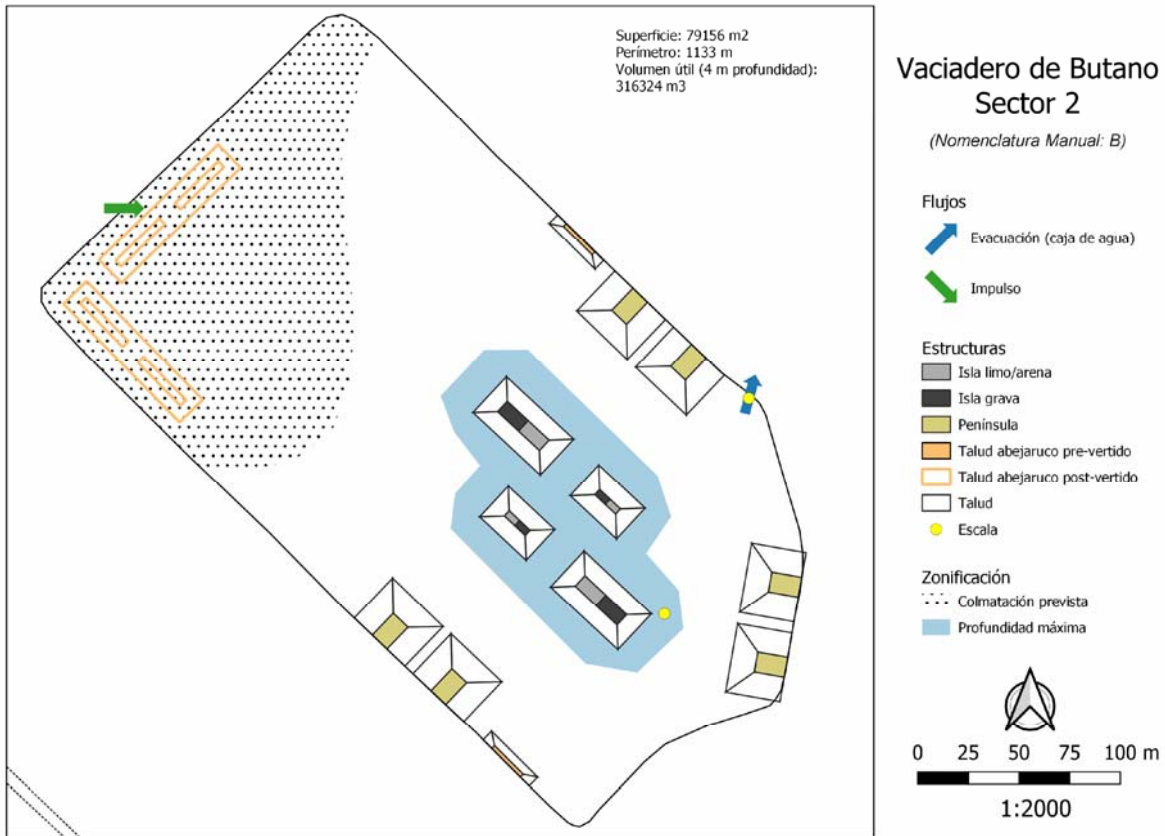 Superficie: 79156 m2
Perímetro: 1133 m
Volumen útil (4 m profundidad):
316324 m3
Vaciadero de Butano
Sector 2
(Nomenclatura Manual: B)
Flujos
Evacuación (caja de agua)
Impulso
Estructuras
Isla limo/arena
Isla grava
Península
Talud abejaruco pre-vertido
Talud abejaruco post-vertido
Talud
Escala
Zonificación
Colmatación prevista
Profundidad máxima
0 25 50 75 100 m
1:2000